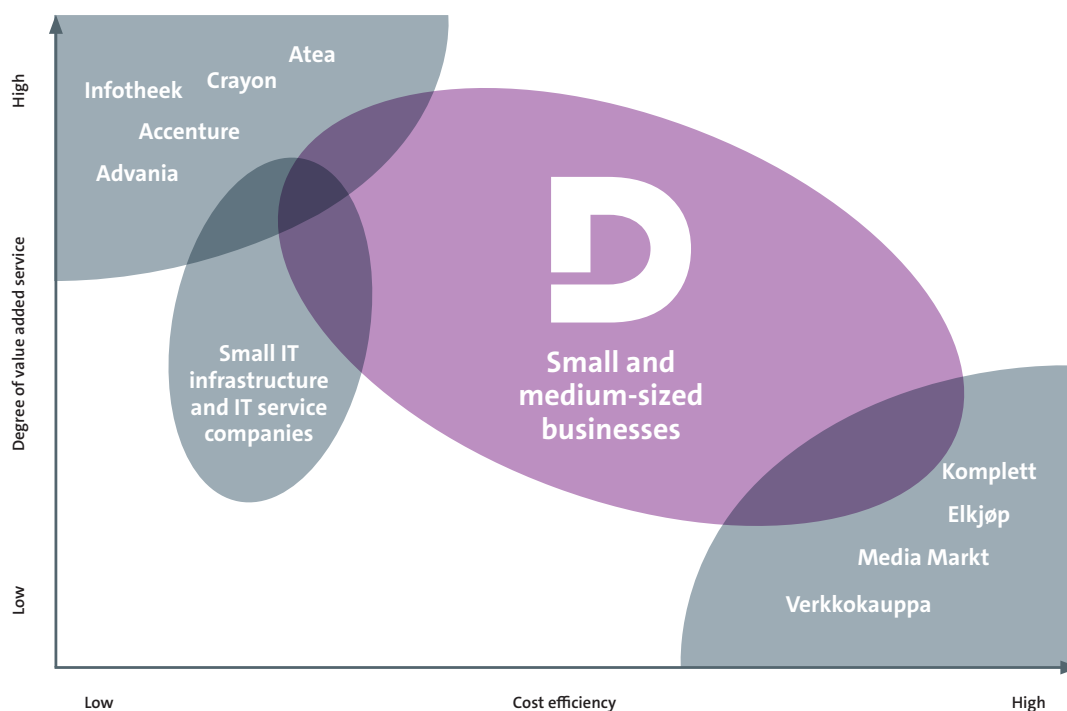 High
Degree of value added service
Low
Atea
Crayon
Infotheek
Accenture
Advania
Small IT
infrastructure
and IT service
companies
Small and
medium-sized
businesses
Komplett
Elkjøp
Media Markt
Verkkokauppa
Low
Cost efficiency
High